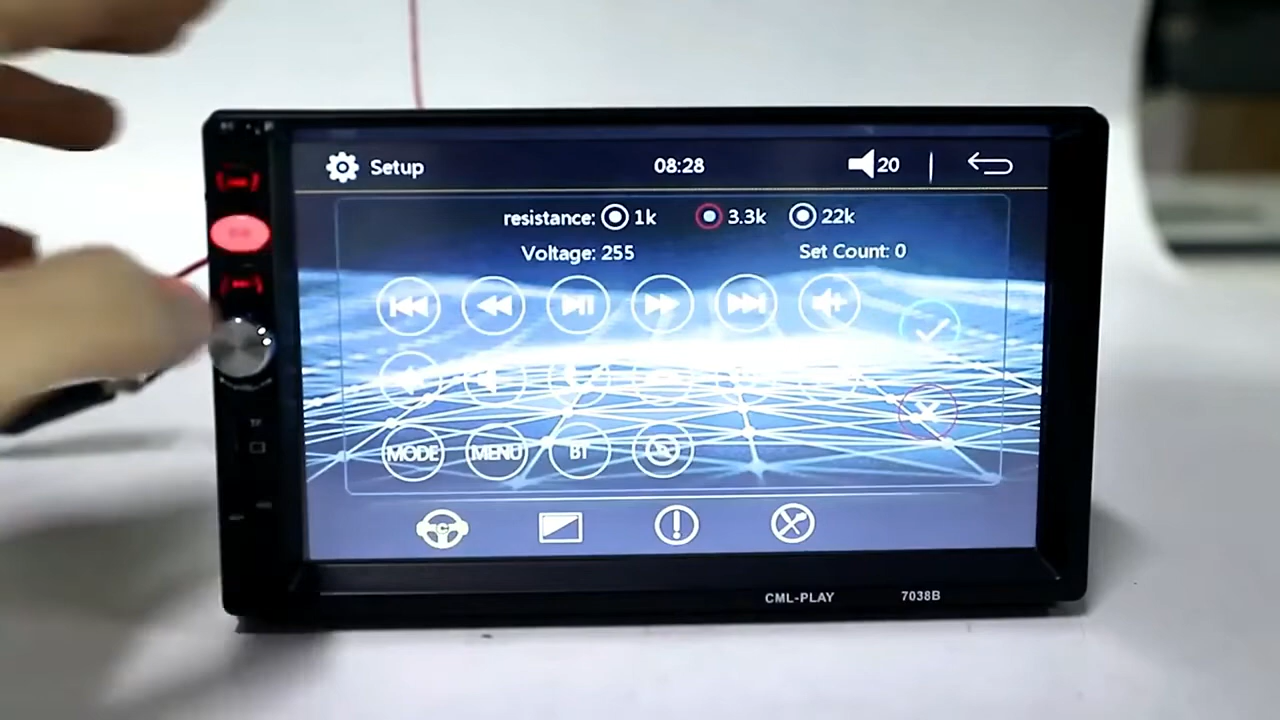 Setup 08:28 20
resistance: 1k 3.3k 22k
Voltage: 255 Set Count: 0
MODE MENU BT
CML-PLAY 7038B